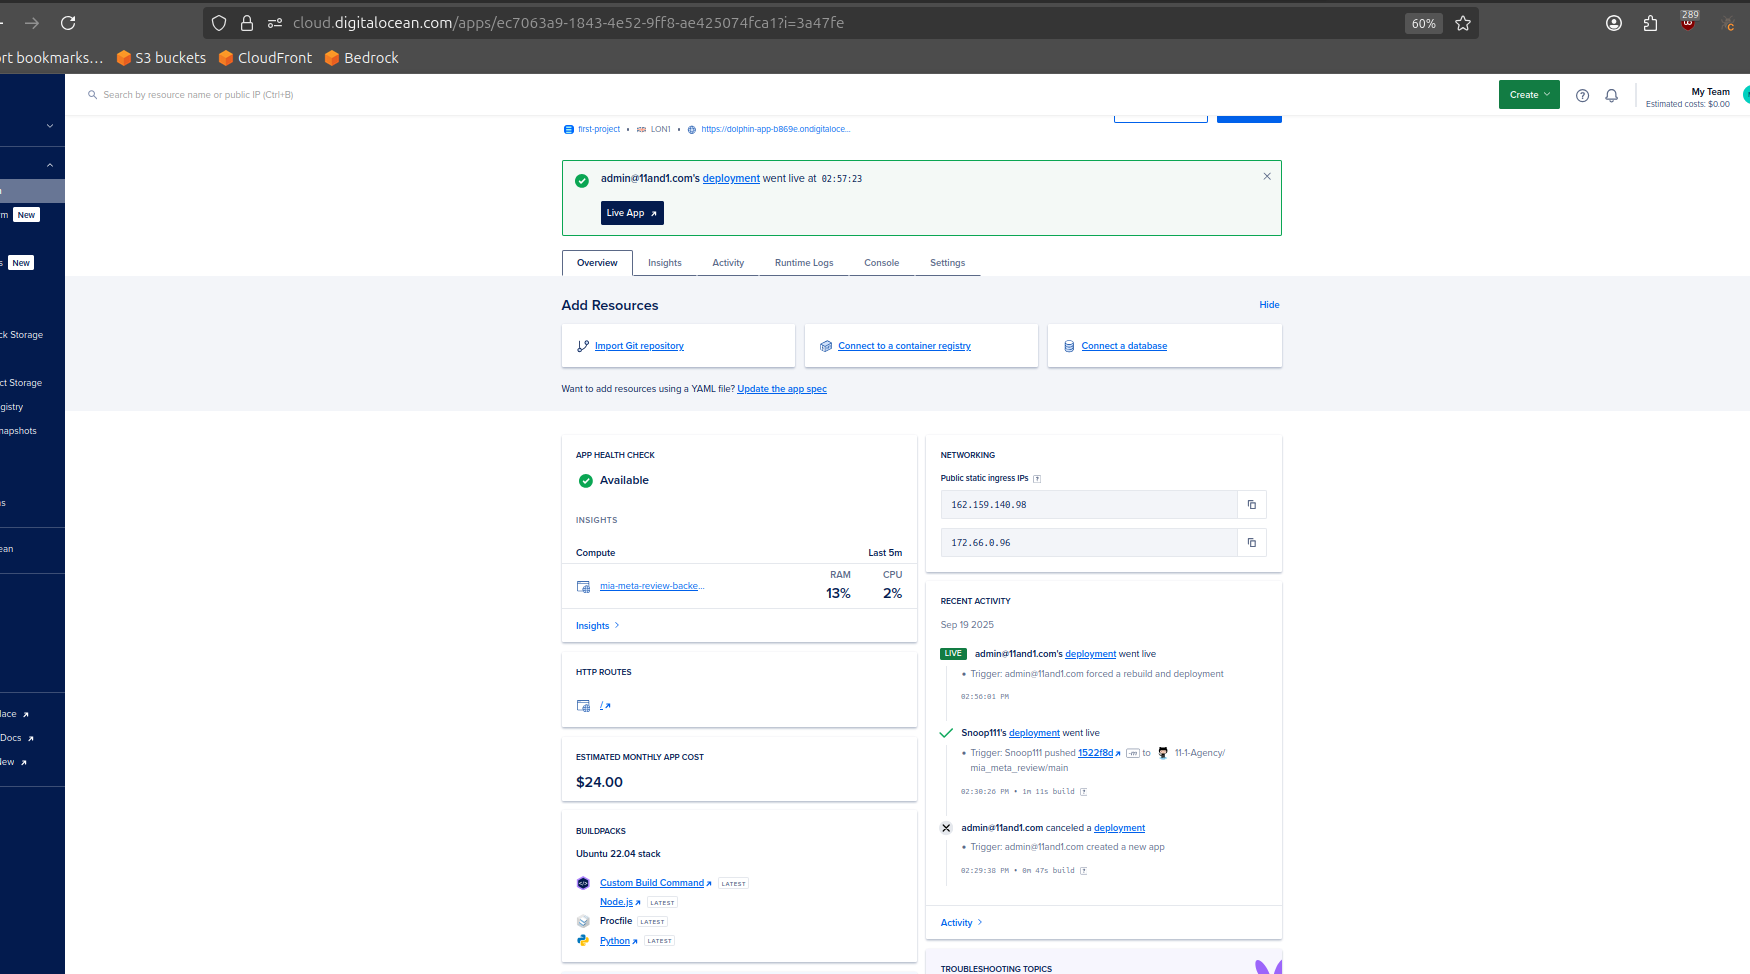 cloud.digitalocean.com/apps/ec7063a9-1843-4e52-9ff8-ae425074fca1?i=3a47fe
60%
289
rt bookmarks...
S3 buckets
CloudFront
Bedrock
Search by resource name or public IP (Ctrl+B)
Create
My Team
Estimated costs: $0.00
first-project • LON1 • https://dolphin-app-b869e.ondigitaloce...
admin@11and1.com's deployment went live at 02:57:23
Live App
Overview
Insights
Activity
Runtime Logs
Console
Settings
Add Resources
Hide
Import Git repository
Connect to a container registry
Connect a database
Want to add resources using a YAML file? Update the app spec
m New
s New
ck Storage
ct Storage
gistry
napshots
ns
ean
lace
Docs
New
APP HEALTH CHECK
Available
INSIGHTS
Compute
Last 5m
mia-meta-review-backe...
RAM
13%
CPU
2%
Insights
HTTP ROUTES
/
ESTIMATED MONTHLY APP COST
$24.00
BUILDPACKS
Ubuntu 22.04 stack
Custom Build Command LATEST
Node.js LATEST
Procfile LATEST
Python LATEST
NETWORKING
Public static ingress IPs ?
162.159.140.98
172.66.0.96
RECENT ACTIVITY
Sep 19 2025
LIVE admin@11and1.com's deployment went live
• Trigger: admin@11and1.com forced a rebuild and deployment
02:56:01 PM
Snoop111's deployment went live
• Trigger: Snoop111 pushed 1522f8d to 11-1-Agency/
mia_meta_review/main
02:30:26 PM • 1m 11s build ?
admin@11and1.com canceled a deployment
• Trigger: admin@11and1.com created a new app
02:29:38 PM • 0m 47s build ?
Activity
TROUBLESHOOTING TOPICS